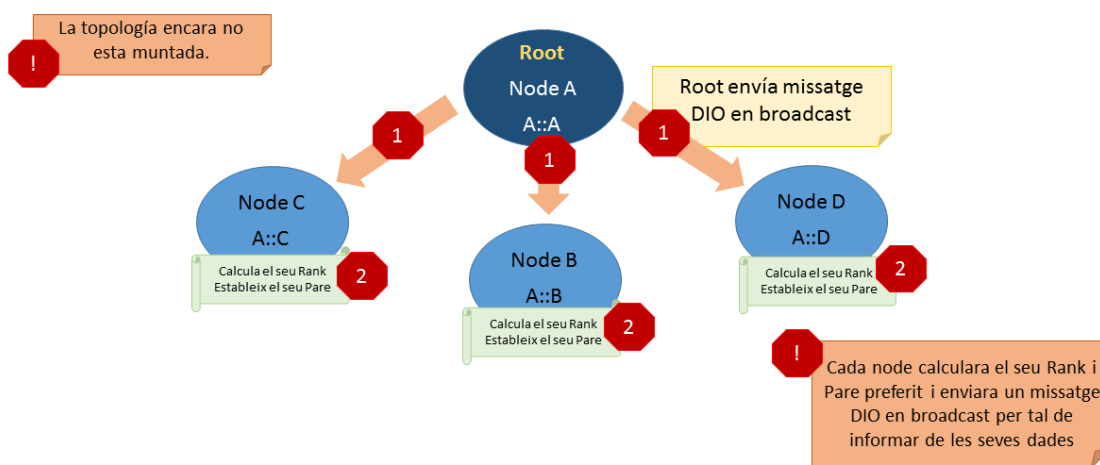 La topología encara no
esta muntada.
!
Root
Node A
A::A
Root envía missatge
DIO en broadcast
1
1
1
Node C
A::C
Calcula el seu Rank
Estableix el seu Pare
2
Node B
A::B
Calcula el seu Rank
Estableix el seu Pare
2
Node D
A::D
Calcula el seu Rank
Estableix el seu Pare
2
!
Cada node calculara el seu Rank i
Pare preferit i enviara un missatge
DIO en broadcast per tal de
informar de les seves dades